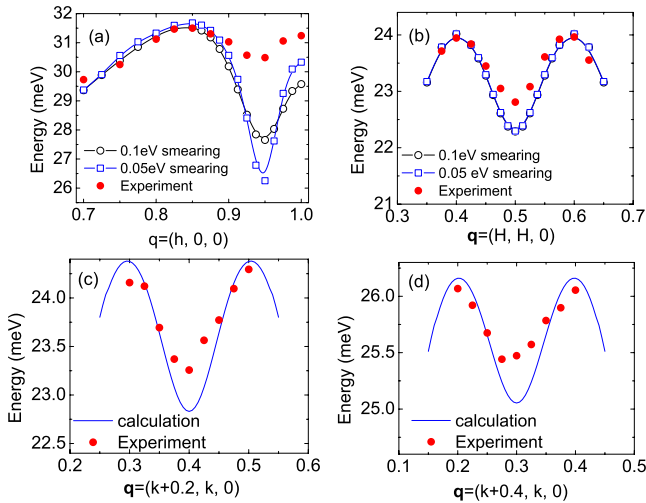 (a)
32
31
30
29
28
27
26
Energy (meV)
0.1eV smearing
0.05eV smearing
Experiment
0.7 0.8 0.9 1.0
q=(h, 0, 0)
(b)
24
23
22
21
Energy (meV)
0.1eV smearing
0.05 eV smearing
Experiment
0.3 0.4 0.5 0.6 0.7
q=(H, H, 0)
(c)
24.0
23.5
23.0
22.5
Energy (meV)
calculation
Experiment
0.2 0.3 0.4 0.5 0.6
q=(k+0.2, k, 0)
(d)
26.0
25.5
25.0
Energy (meV)
calculation
Experiment
0.1 0.2 0.3 0.4 0.5
q=(k+0.4, k, 0)